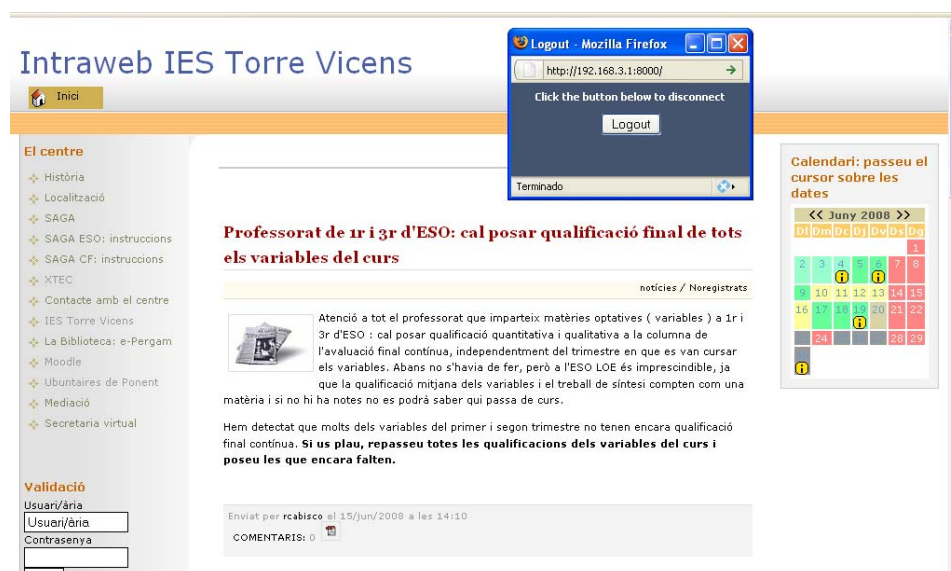 Intraweb IES Torre Vicens
Inici
Logout - Mozilla Firefox
http://192.168.3.1:8000/
Click the button below to disconnect
Logout
Terminado
El centre
Història
Localització
SAGA
SAGA ESO: instruccions
SAGA CF: instruccions
XTEC
Contacte amb el centre
IES Torre Vicens
La Biblioteca: e-Pergam
Moodle
Ubuntaires de Ponent
Mediació
Secretaria virtual
Validació
Usuari/ària
Usuari/ària
Contrasenya
Professorat de 1r i 3r d'ESO: cal posar qualificació final de tots
els variables del curs
notícies / Noregistrats
Atenció a tot el professorat que imparteix matèries optatives ( variables ) a 1r i
3r d'ESO : cal posar qualificació quantitativa i qualitativa a la columna de
l'avaluació final contínua, independentment del trimestre en que es van cursar
els variables. Abans no s'havia de fer, però a l'ESO LOE és imprescindible, ja
que la qualificació mitjana dels variables i el treball de síntesi compten com una
matèria i si no hi ha notes no es podrà saber qui passa de curs.
Hem detectat que molts dels variables del primer i segon trimestre no tenen encara qualificació
final contínua. Si us plau, repasseu totes les qualificacions dels variables del curs i
poseu les que encara falten.
Enviat per rcabisco el 15/jun/2008 a les 14:10
COMENTARIS: 0
Calendari: passeu el
cursor sobre les
dates
<< Juny 2008 >>
Dl Dm Dc Dj Dv Ds Dg
1
2 3 4 5 6 7 8
9 10 11 12 13 14 15
16 17 18 19 20 21 22
24 28 29